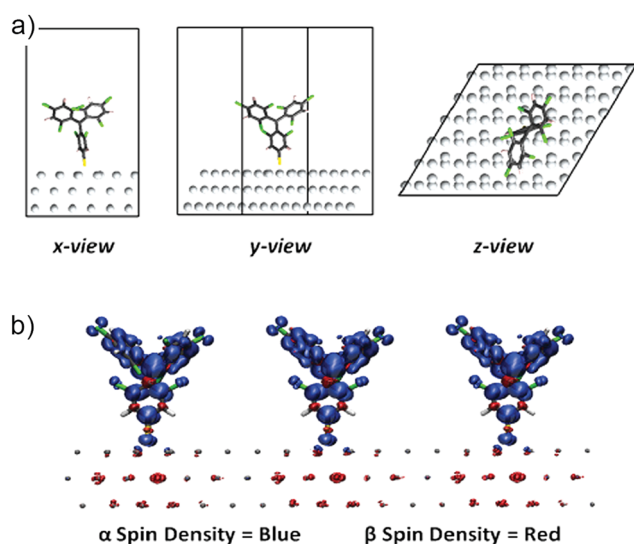 a)
x-view y-view z-view
b)
α Spin Density = Blue β Spin Density = Red